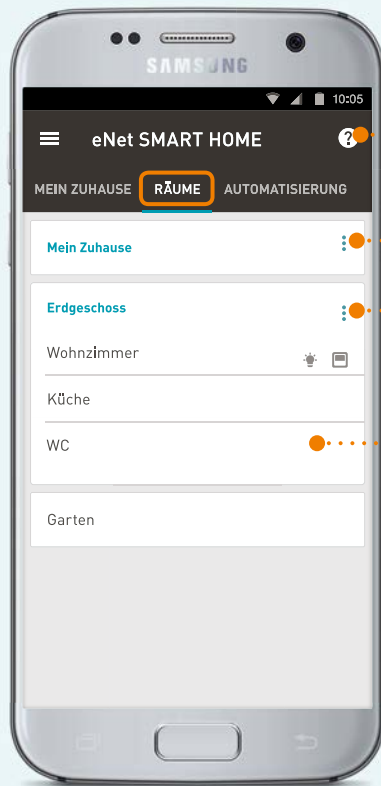 SAMSUNG
10:05
eNet SMART HOME ?
MEIN ZUHAUSE RÄUME AUTOMATISIERUNG
Mein Zuhause
Erdgeschoss
Wohnzimmer
Küche
WC
Garten